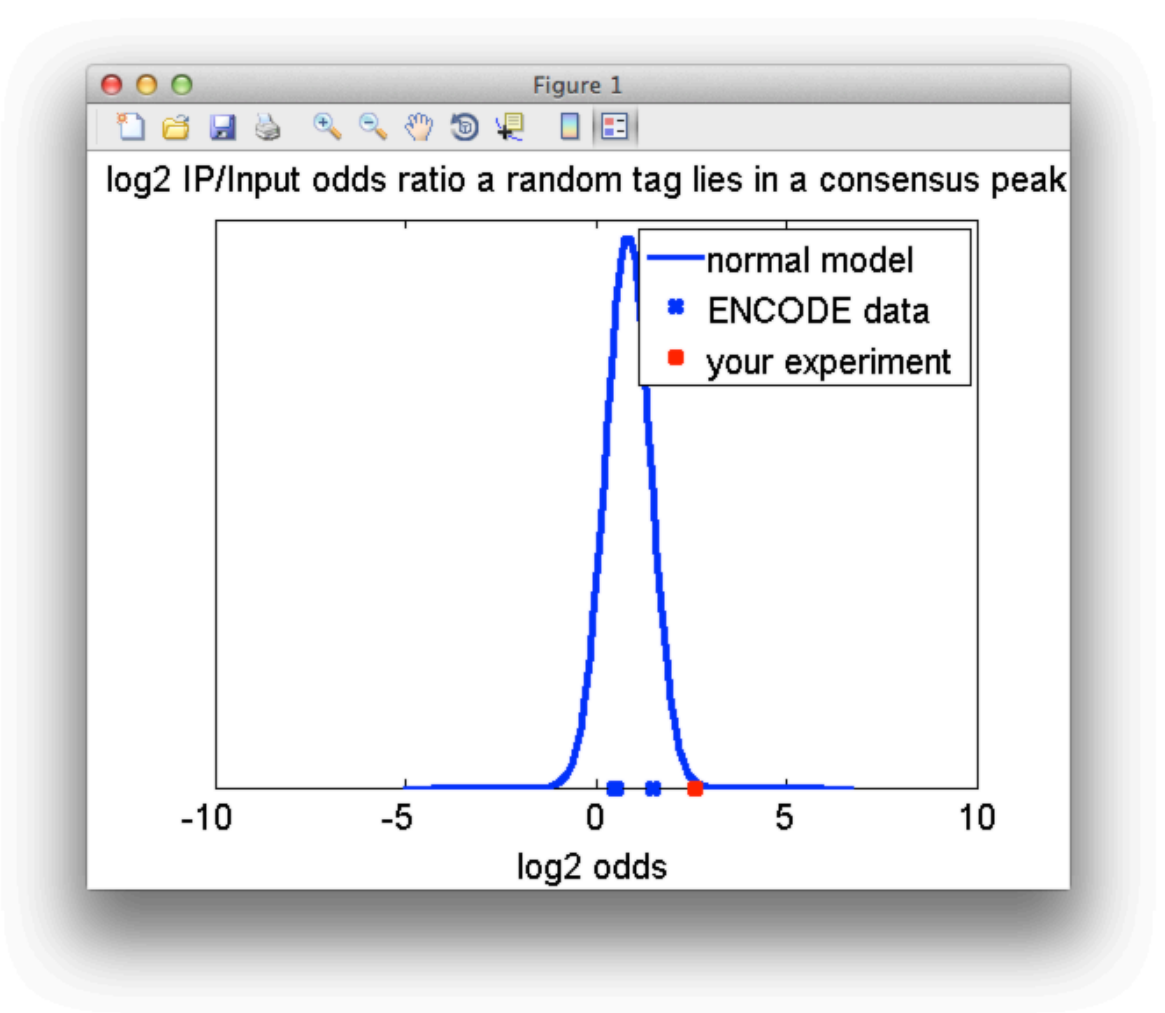 Figure 1
log2 IP/Input odds ratio a random tag lies in a consensus peak
normal model
ENCODE data
your experiment
-10 -5 0 5 10
log2 odds